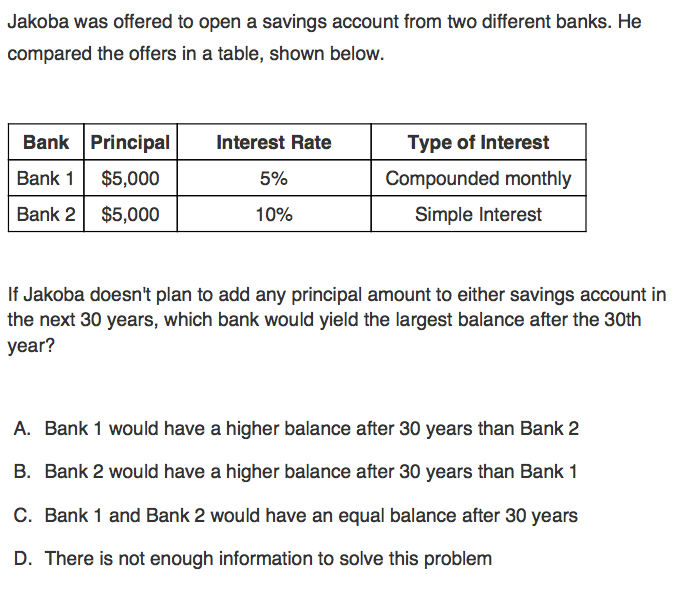 Jakoba was offered to open a savings account from two different banks. He
compared the offers in a table, shown below.
Bank Principal Interest Rate Type of Interest
Bank 1 $5,000 5% Compounded monthly
Bank 2 $5,000 10% Simple Interest
If Jakoba doesn't plan to add any principal amount to either savings account in
the next 30 years, which bank would yield the largest balance after the 30th
year?
A. Bank 1 would have a higher balance after 30 years than Bank 2
B. Bank 2 would have a higher balance after 30 years than Bank 1
C. Bank 1 and Bank 2 would have an equal balance after 30 years
D. There is not enough information to solve this problem